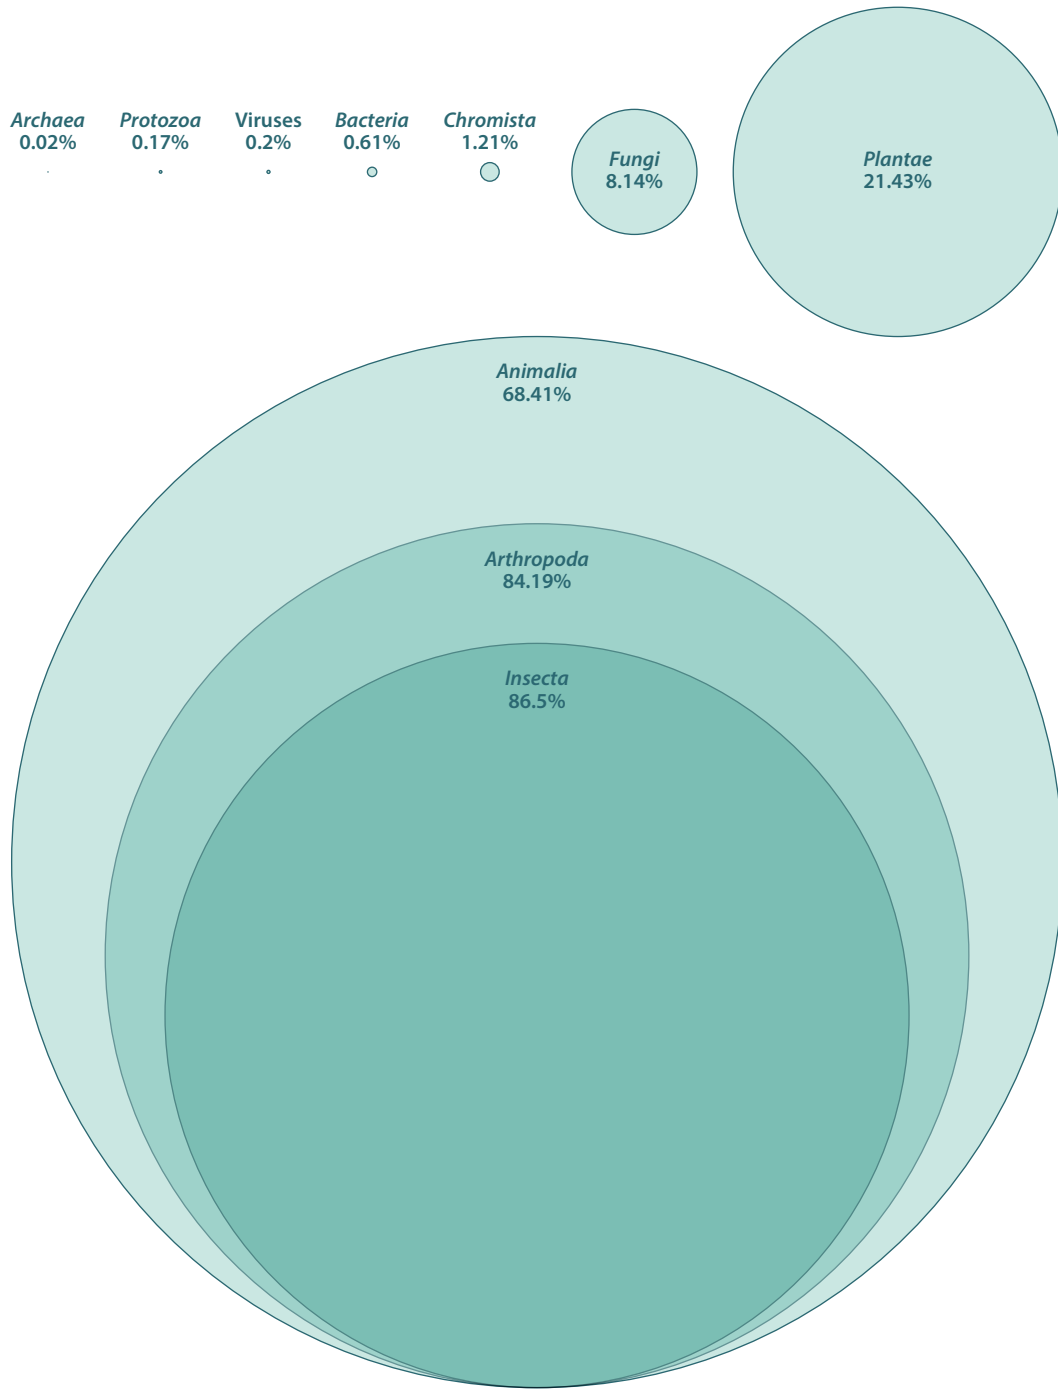 Archaea
0.02%
Protozoa
0.17%
Viruses
0.2%
Bacteria
0.61%
Chromista
1.21%
Fungi
8.14%
Plantae
21.43%
Animalia
68.41%
Arthropoda
84.19%
Insecta
86.5%